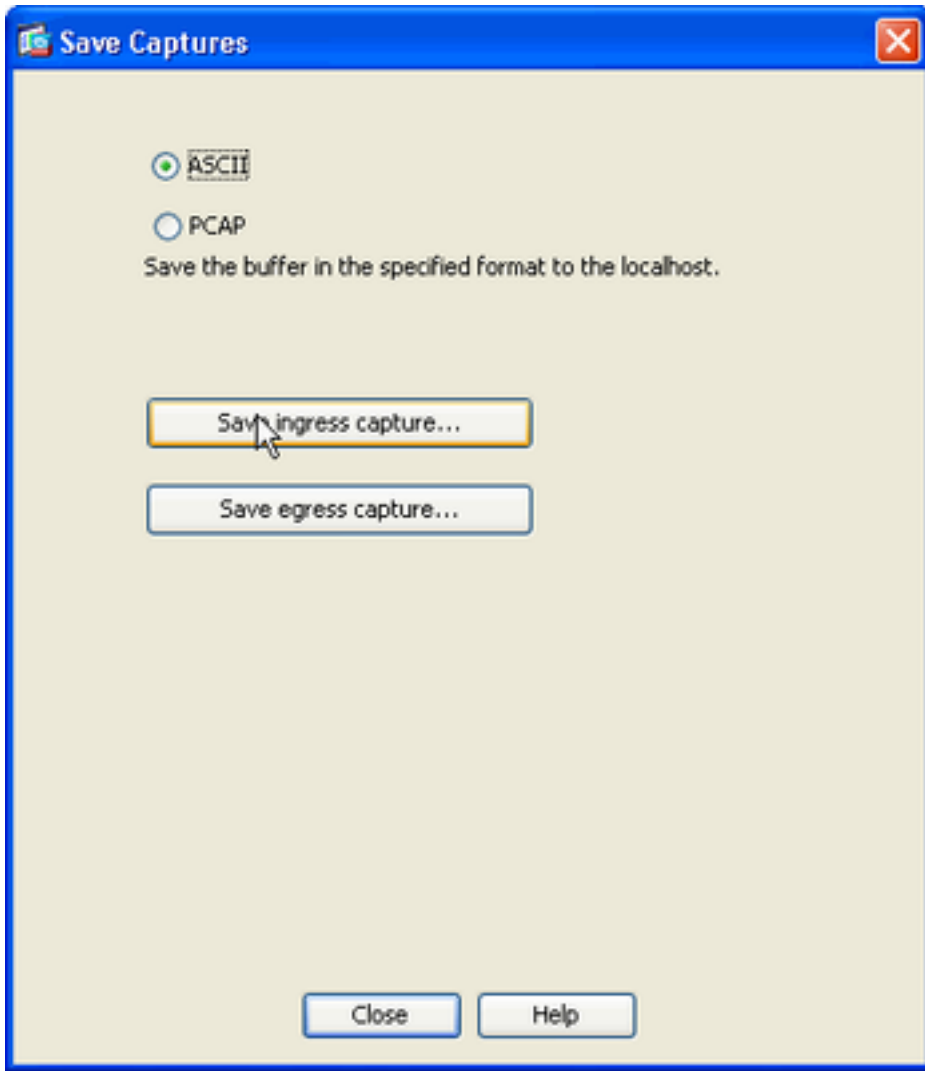 Save Captures
ASCII
PCAP
Save the buffer in the specified format to the localhost.
Save ingress capture...
Save egress capture...
Close
Help